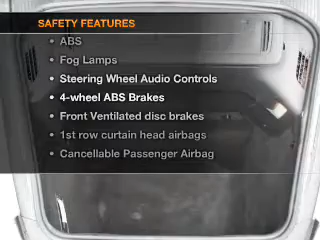 SAFETY FEATURES
• ABS
• Fog Lamps
• Steering Wheel Audio Controls
• 4-wheel ABS Brakes
• Front Ventilated disc brakes
• 1st row curtain head airbags
• Cancellable Passenger Airbag